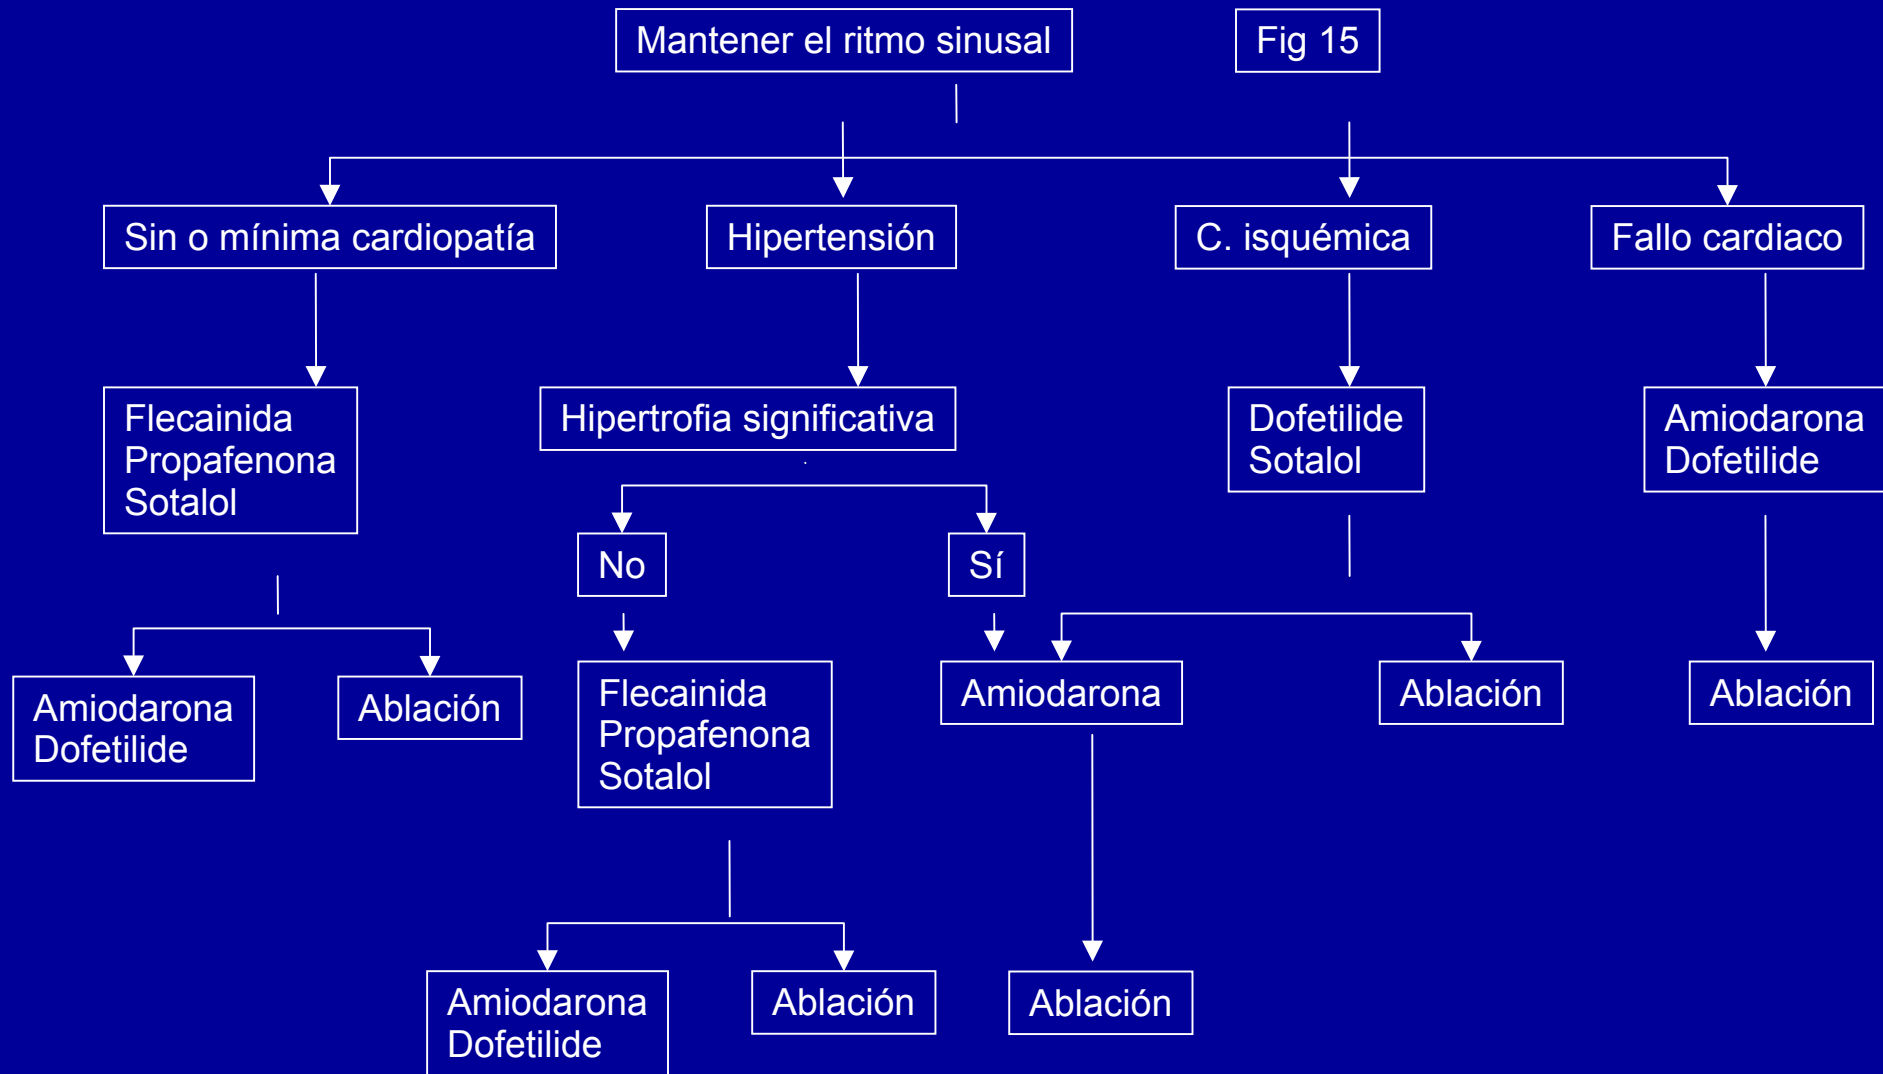 Mantener el ritmo sinusal
Fig 15
Sin o mínima cardiopatía
Hipertensión
C. isquémica
Fallo cardiaco
Flecainida
Propafenona
Sotalol
Hipertrofia significativa
Dofetilide
Sotalol
Amiodarona
Dofetilide
No
Sí
Amiodarona
Dofetilide
Ablación
Flecainida
Propafenona
Sotalol
Amiodarona
Ablación
Ablación
Amiodarona
Dofetilide
Ablación
Ablación